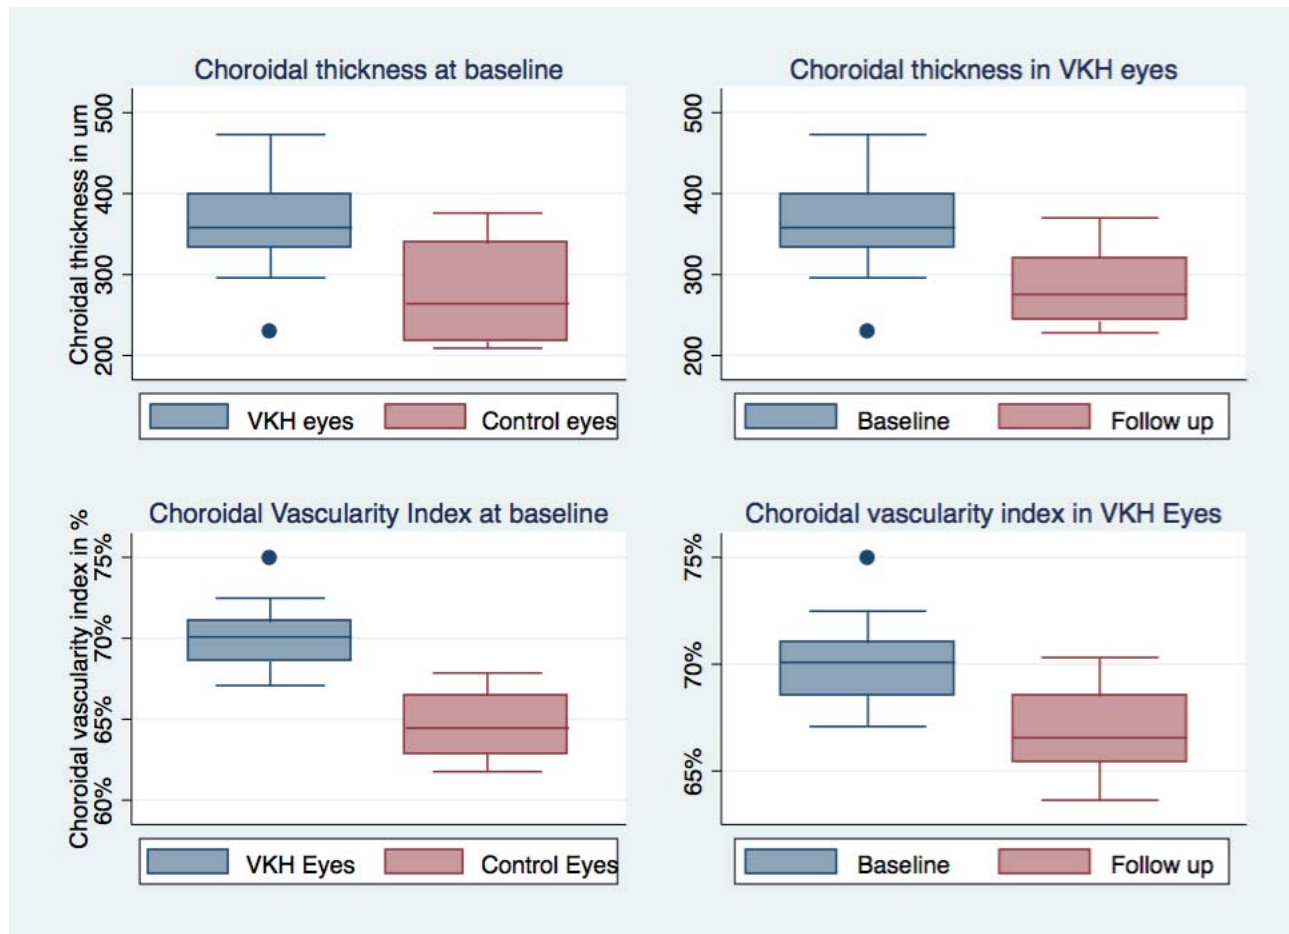 Choroidal thickness at baseline
Chroidal thickness in um
500
400
300
200
VKH eyes Control eyes
Choroidal thickness in VKH eyes
500
400
300
200
Baseline Follow up
Choroidal Vascularity Index at baseline
Choroidal vascularity index in %
75%
70%
65%
60%
VKH Eyes Control Eyes
Choroidal vascularity index in VKH Eyes
75%
70%
65%
Baseline Follow up